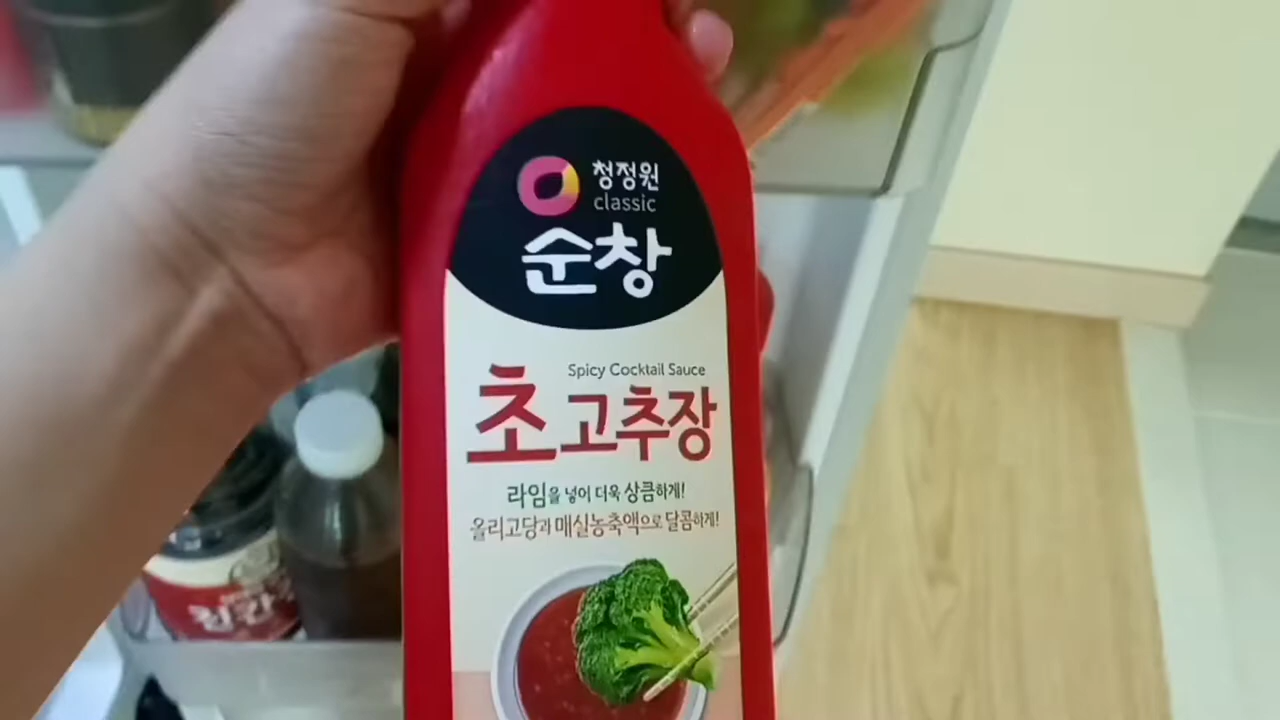 청정원
classic
순창
Spicy Cocktail Sauce
초고추장
라임을 넣어 더욱 상큼하게!
올리고당과 매실농축액으로 달콤하게!